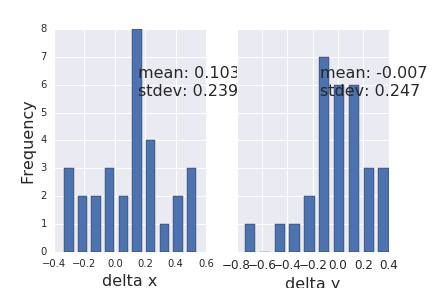 8
7
6
5
4
3
2
1
0
Frequency
mean: 0.103
stdev: 0.239
−0.4 −0.2 0.0 0.2 0.4 0.6
delta x
mean: -0.007
stdev: 0.247
−0.8 −0.6 −0.4 −0.2 0.0 0.2 0.4
delta y